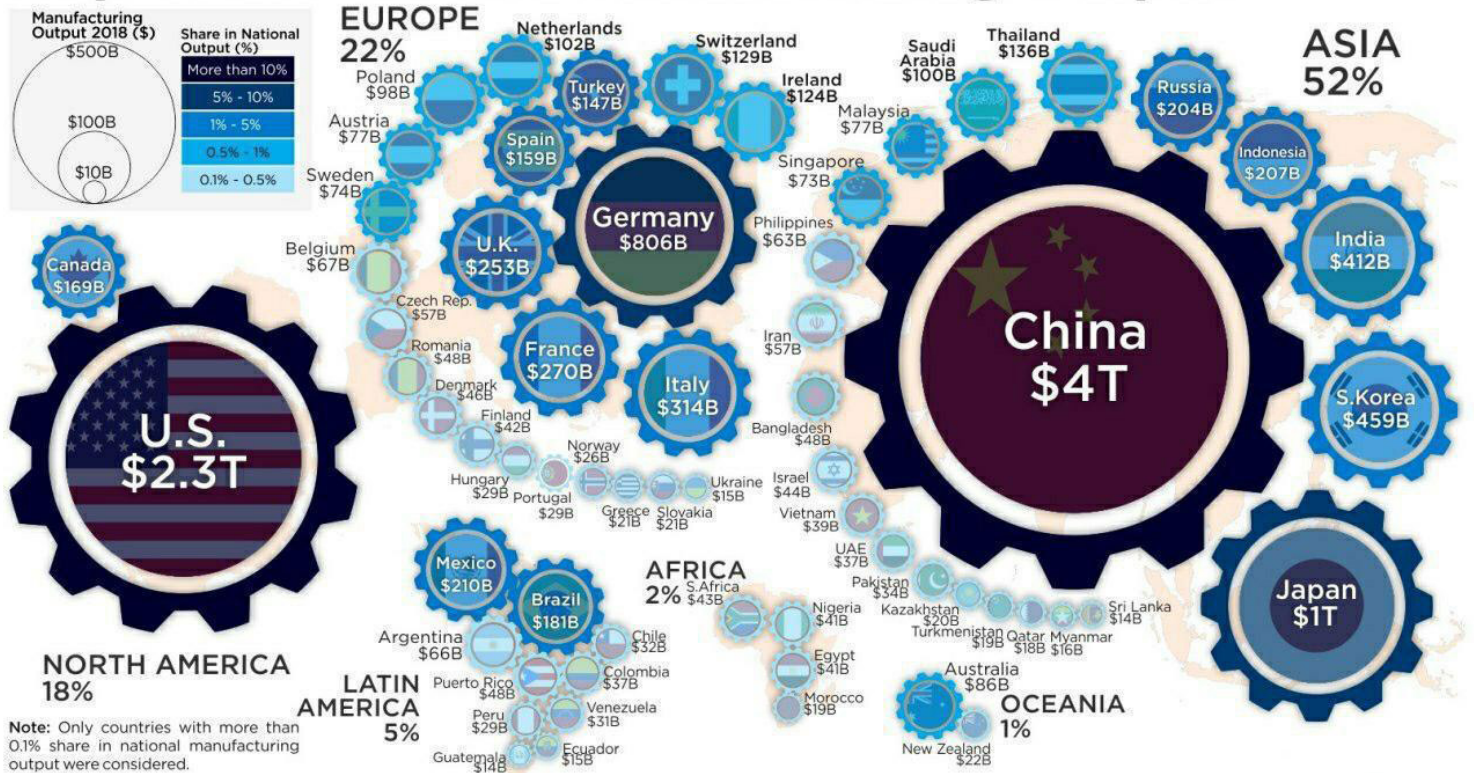 Manufacturing
Output 2018 ($)
$500B
$100B
$10B
Share in National
Output (%)
More than 10%
5% - 10%
1% - 5%
0.5% - 1%
0.1% - 0.5%
EUROPE
22%
Netherlands
$102B
Switzerland
$129B
Ireland
$124B
Turkey
$147B
Poland
$98B
Austria
$77B
Spain
$159B
Sweden
$74B
Germany
$806B
U.K.
$253B
Belgium
$67B
Czech Rep.
$57B
Romania
$48B
France
$270B
Italy
$314B
Denmark
$46B
Finland
$42B
Hungary
$29B
Portugal
$29B
Norway
$26B
Greece
$21B
Slovakia
$21B
Ukraine
$15B
ASIA
52%
Saudi
Arabia
$100B
Thailand
$136B
Russia
$204B
Malaysia
$77B
Indonesia
$207B
Singapore
$73B
India
$412B
Philippines
$63B
China
$4T
Iran
$57B
S.Korea
$459B
Bangladesh
$48B
Israel
$44B
Vietnam
$39B
UAE
$37B
Pakistan
$34B
Kazakhstan
$20B
Turkmenistan
$19B
Qatar
$18B
Myanmar
$16B
Sri Lanka
$14B
Japan
$1T
Canada
$169B
U.S.
$2.3T
NORTH AMERICA
18%
Note: Only countries with more than
0.1% share in national manufacturing
output were considered.
Mexico
$210B
Brazil
$181B
Argentina
$66B
Chile
$32B
Puerto Rico
$48B
Colombia
$37B
LATIN
AMERICA
5%
Peru
$29B
Venezuela
$31B
Guatemala
$14B
Ecuador
$15B
AFRICA
2%
S.Africa
$43B
Nigeria
$41B
Egypt
$41B
Morocco
$19B
Australia
$86B
OCEANIA
1%
New Zealand
$22B